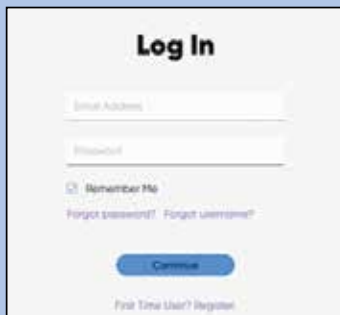 Log In
Email Address
Password
Remember Me
Forgot password? Forgot username?
Continue
First Time User? Register